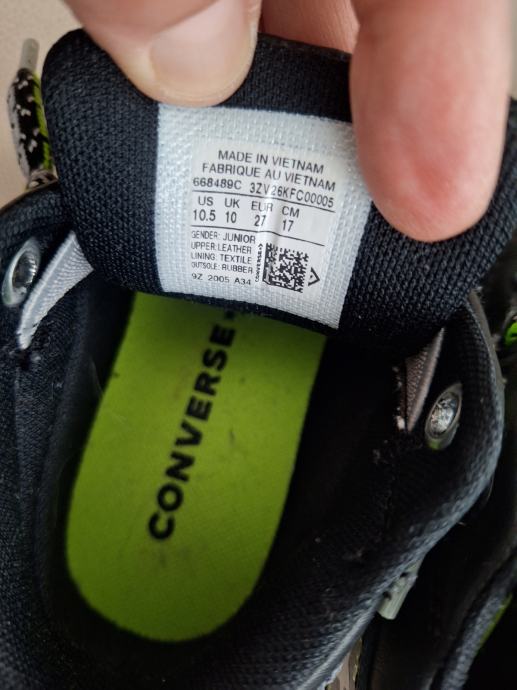 MADE IN VIETNAM
FABRIQUE AU VIETNAM
668489C 3ZV26KFC00005
US UK EUR CM
10.5 10 27 17
GENDER: JUNIOR
UPPER:LEATHER
LINING: TEXTILE
OUTSOLE: RUBBER
9Z 2005 A34
CONVERSE
CONVERSE